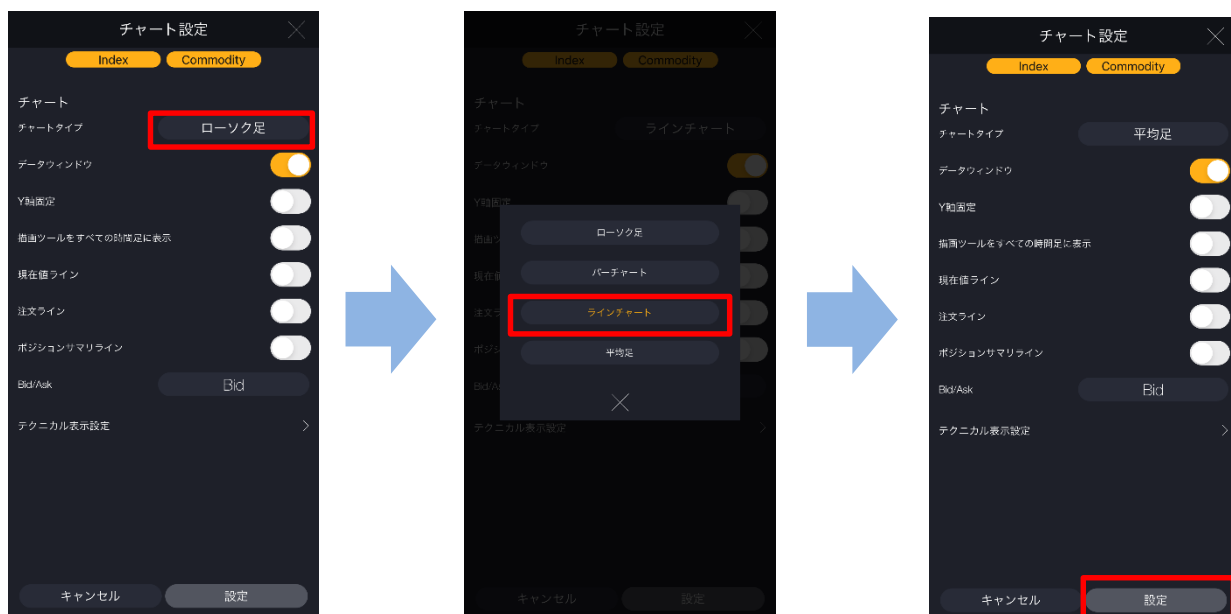 チャート設定
Index Commodity
チャート
チャートタイプ ローソク足
データウィンドウ
Y軸固定
描画ツールをすべての時間足に表示
現在値ライン
注文ライン
ポジションサマリライン
Bid/Ask Bid
テクニカル表示設定
キャンセル 設定
チャート設定
Index Commodity
チャート
チャートタイプ ラインチャート
データウィンドウ
Y軸固定
ローソク足
バーチャート
ラインチャート
平均足
テクニカル表示設定
キャンセル 設定
チャート設定
Index Commodity
チャート
チャートタイプ 平均足
データウィンドウ
Y軸固定
描画ツールをすべての時間足に表示
現在値ライン
注文ライン
ポジションサマリライン
Bid/Ask Bid
テクニカル表示設定
キャンセル 設定